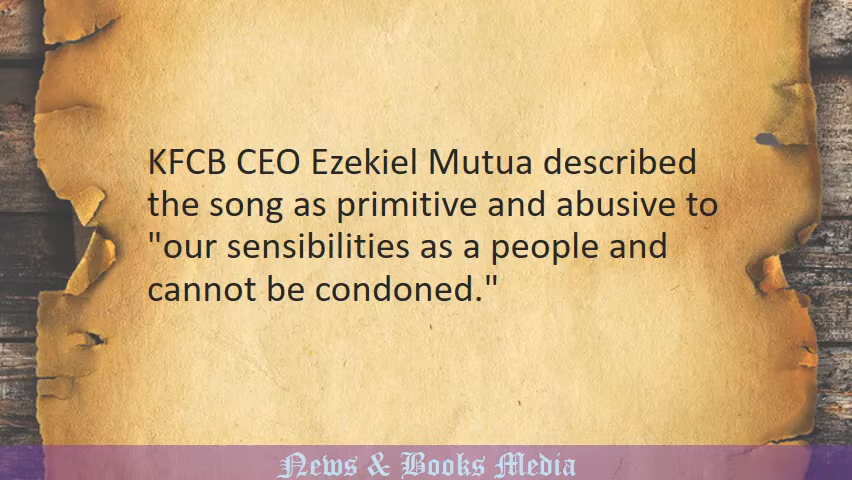 KFCB CEO Ezekiel Mutua described
the song as primitive and abusive to
"our sensibilities as a people and
cannot be condoned."
News & Books Media